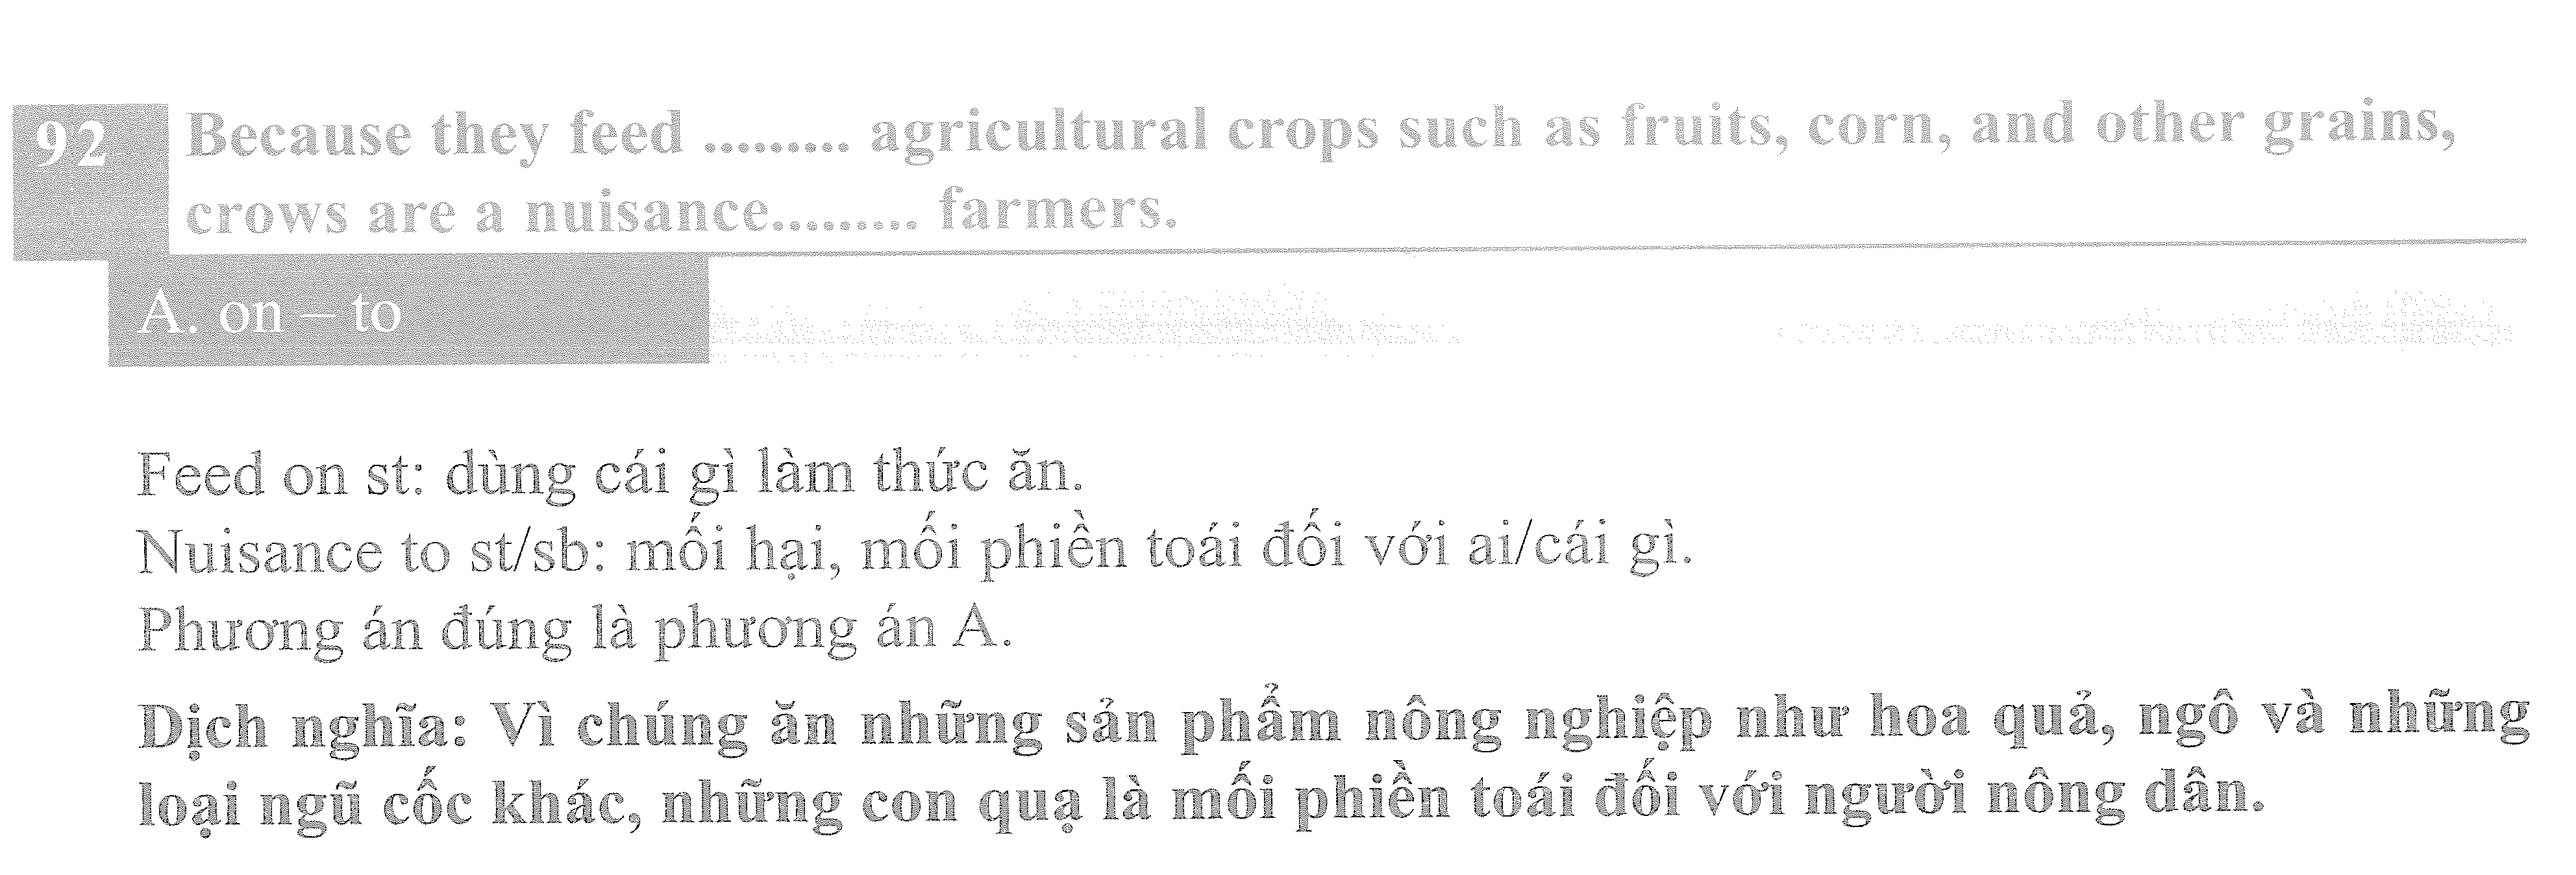 92 Because they feed ......... agricultural crops such as fruits, corn, and other grains,
crows are a nuisance......... farmers.
A. on – to
Feed on st: dùng cái gì làm thức ăn.
Nuisance to st/sb: mối hại, mối phiền toái đối với ai/cái gì.
Phương án đúng là phương án A.
Dịch nghĩa: Vì chúng ăn những sản phẩm nông nghiệp như hoa quả, ngô và những
loại ngũ cốc khác, những con quạ là mối phiền toái đối với người nông dân.